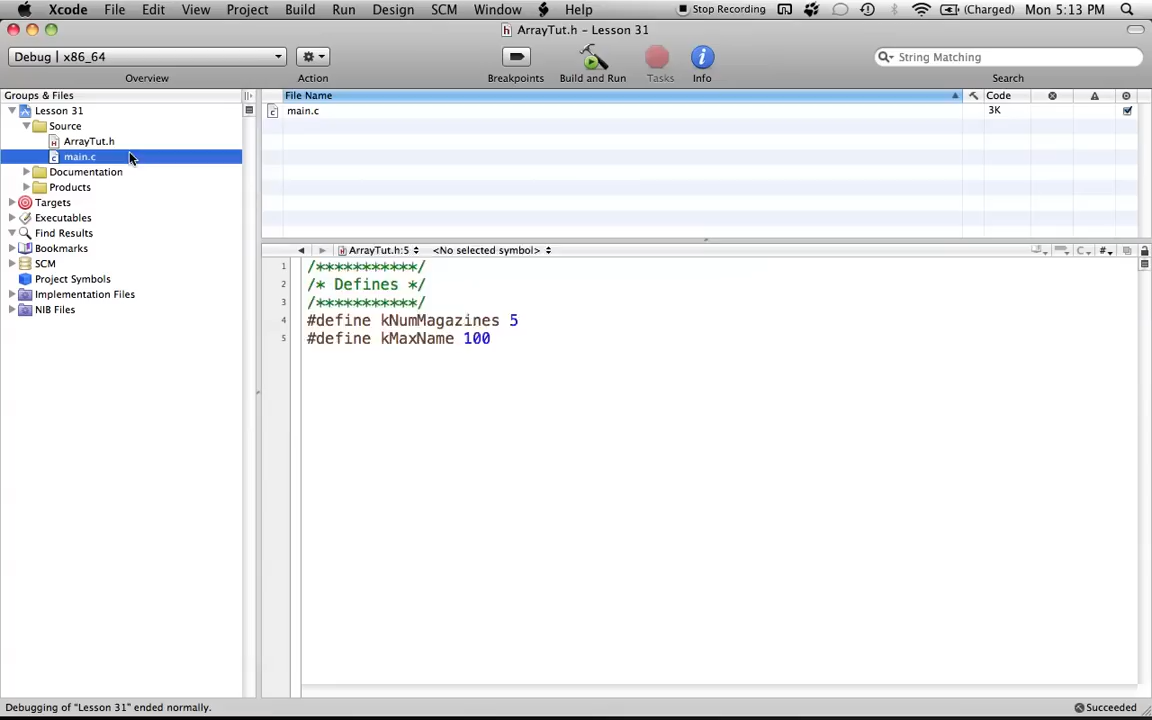 Xcode File Edit View Project Build Run Design SCM Window Help Stop Recording (Charged) Mon 5:13 PM
ArrayTut.h – Lesson 31
Debug | x86_64
String Matching
Overview Action Breakpoints Build and Run Tasks Info Search
Groups & Files
File Name Code
Lesson 31
main.c 3K
Source
ArrayTut.h
main.c
Documentation
Products
Targets
Executables
Find Results
Bookmarks
SCM
Project Symbols
Implementation Files
NIB Files
ArrayTut.h:5 <No selected symbol> C #
1 /***********/
2 /* Defines */
3 /***********/
4 #define kNumMagazines 5
5 #define kMaxName 100
Debugging of "Lesson 31" ended normally. Succeeded